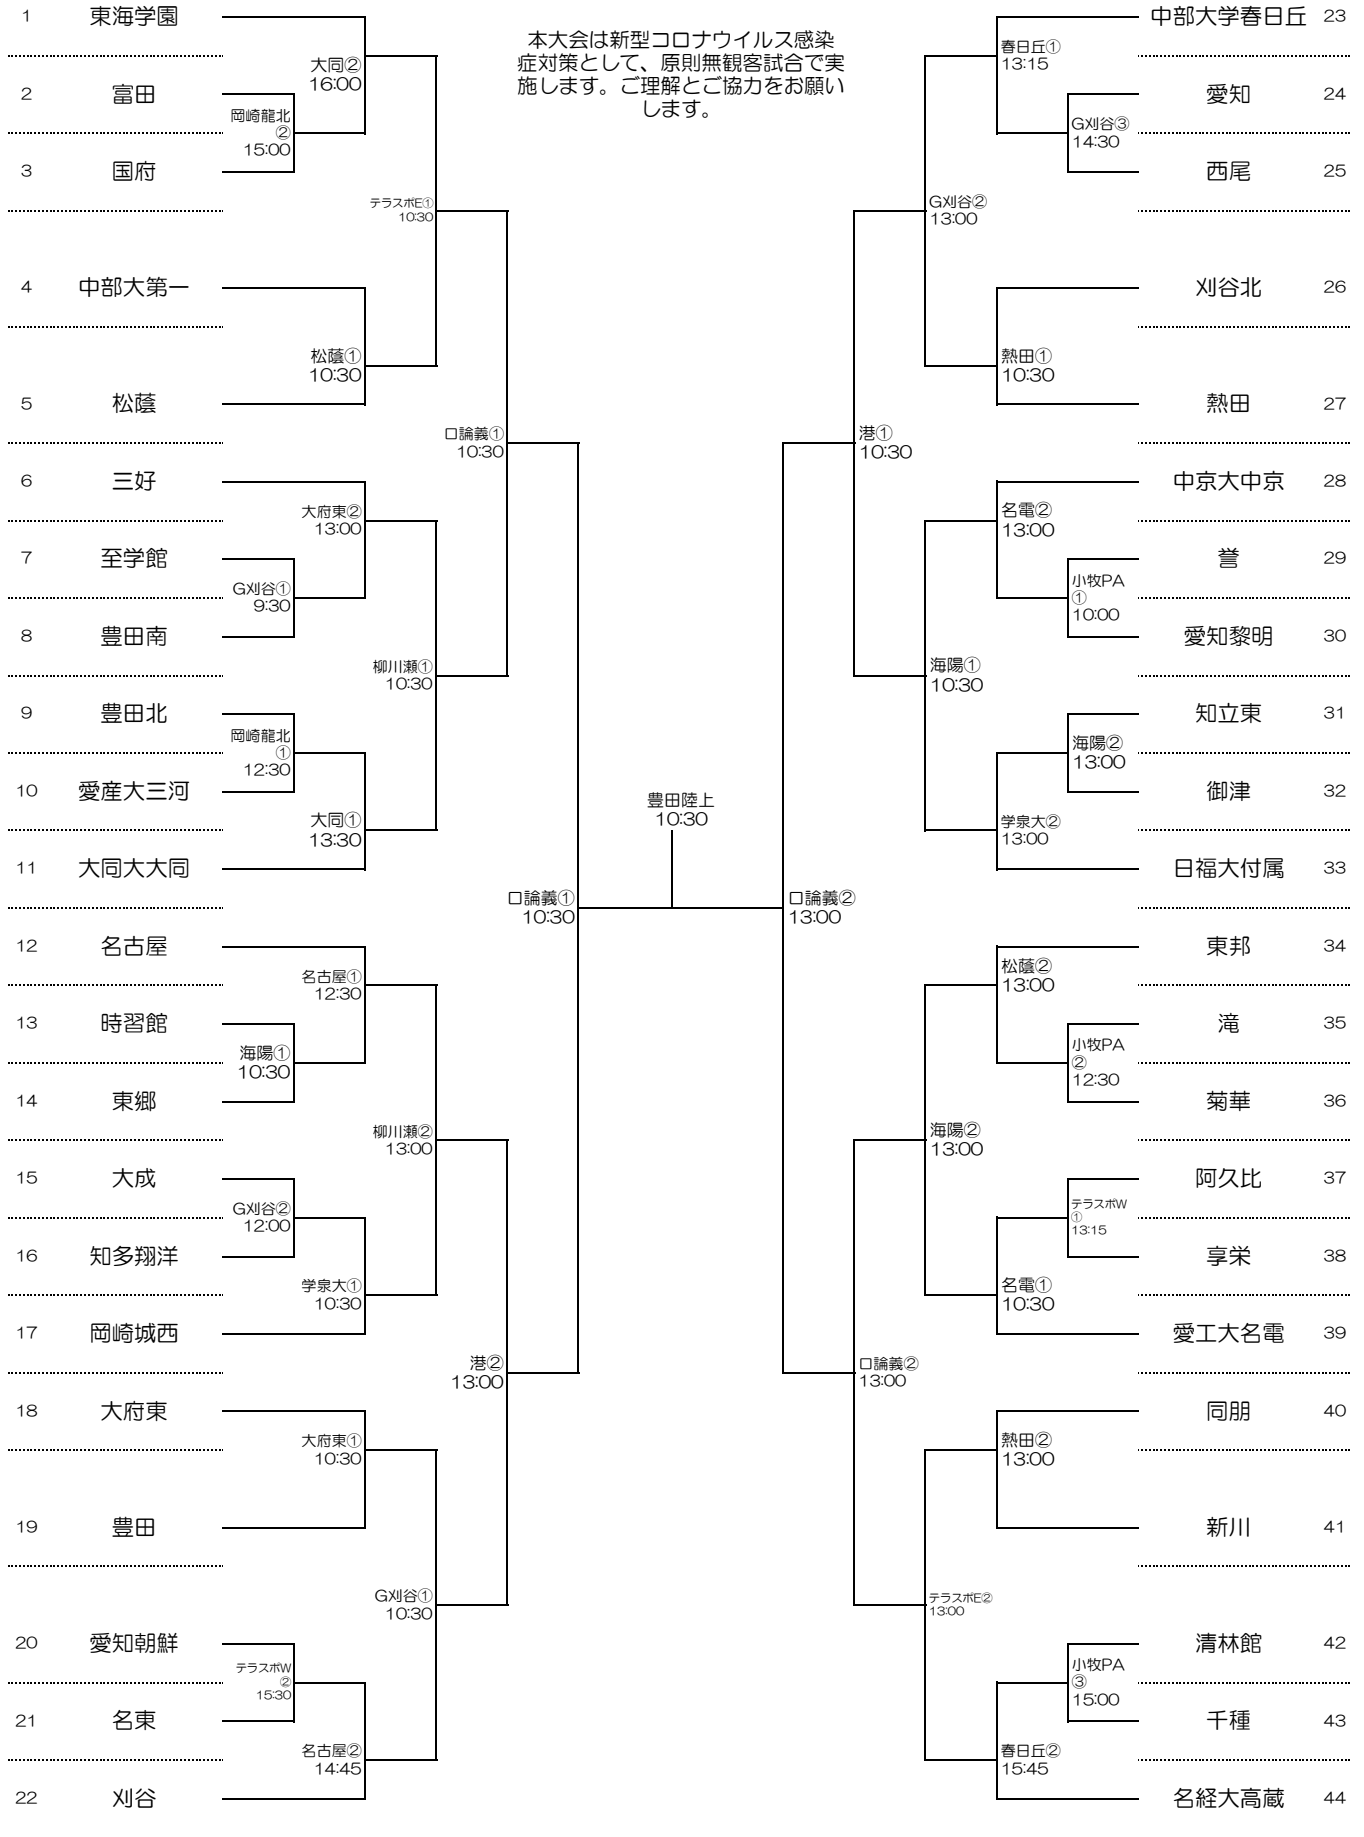 本大会は新型コロナウイルス感染
症対策として、原則無観客試合で実
施します。ご理解とご協力をお願い
します。
1 東海学園
大同②
16:00
2 富田
岡崎龍北
②
15:00
3 国府
テラスポE①
10:30
4 中部大第一
松蔭①
10:30
5 松蔭
口論義①
10:30
6 三好
大府東②
13:00
7 至学館
G刈谷①
9:30
8 豊田南
柳川瀬①
10:30
9 豊田北
岡崎龍北
①
12:30
10 愛産大三河
大同①
13:30
11 大同大大同
口論義①
10:30
12 名古屋
名古屋①
12:30
13 時習館
海陽①
10:30
14 東郷
柳川瀬②
13:00
15 大成
G刈谷②
12:00
16 知多翔洋
学泉大①
10:30
17 岡崎城西
港②
13:00
18 大府東
大府東①
10:30
19 豊田
G刈谷①
10:30
20 愛知朝鮮
テラスポW
②
15:30
21 名東
名古屋②
14:45
22 刈谷
豊田陸上
10:30
中部大学春日丘 23
春日丘①
13:15
愛知 24
G刈谷③
14:30
西尾 25
G刈谷②
13:00
刈谷北 26
熱田①
10:30
熱田 27
港①
10:30
中京大中京 28
名電②
13:00
誉 29
小牧PA
①
10:00
愛知黎明 30
海陽①
10:30
知立東 31
海陽②
13:00
御津 32
学泉大②
13:00
日福大付属 33
口論義②
13:00
東邦 34
松蔭②
13:00
滝 35
小牧PA
②
12:30
菊華 36
海陽②
13:00
阿久比 37
テラスポW
①
13:15
享栄 38
名電①
10:30
愛工大名電 39
口論義②
13:00
同朋 40
熱田②
13:00
新川 41
テラスポE②
13:00
清林館 42
小牧PA
③
15:00
千種 43
春日丘②
15:45
名経大高蔵 44